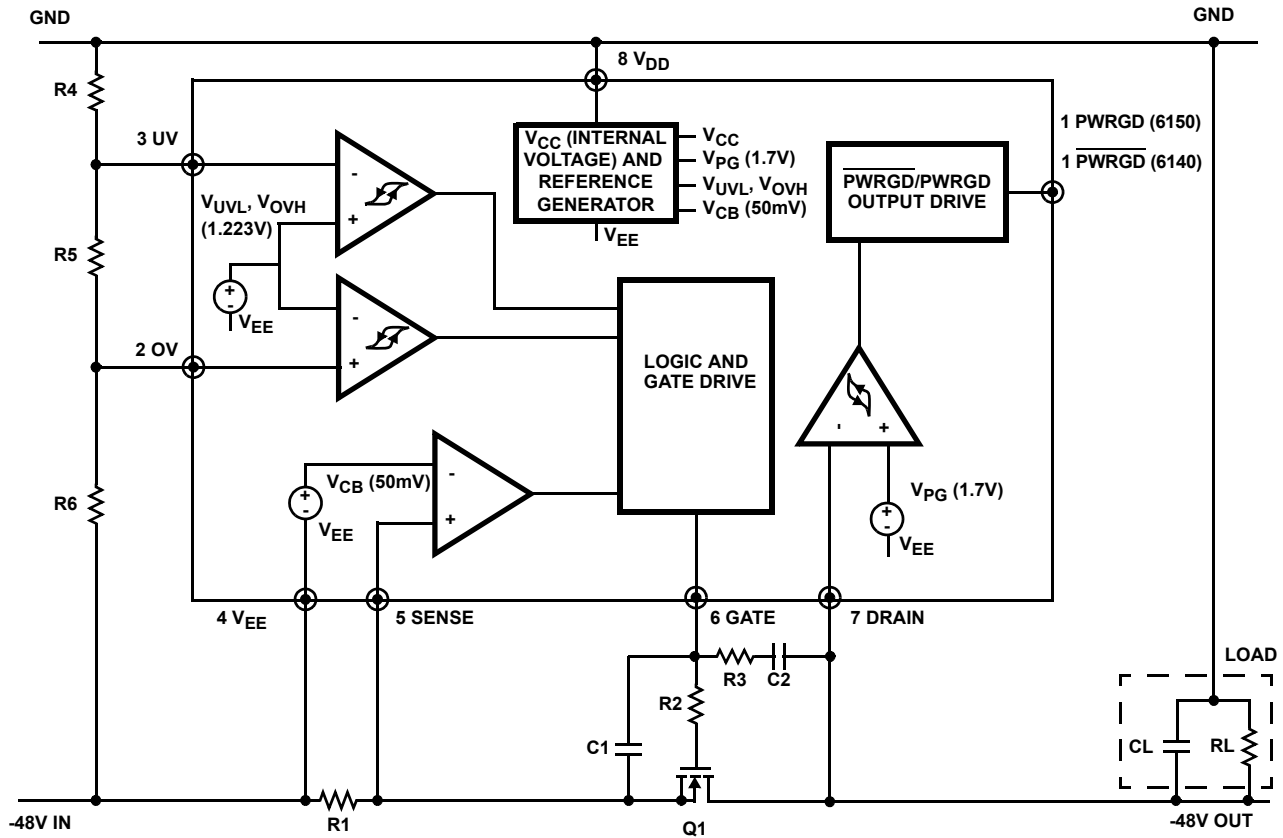 GND
GND
8 VDD
R4
3 UV
1 PWRGD (6150)
1 PWRGD (6140)
VCC (INTERNAL
VOLTAGE) AND
REFERENCE
GENERATOR
VCC
VPG (1.7V)
VUVL, VOVH
VCB (50mV)
VEE
PWRGD/PWRGD
OUTPUT DRIVE
-
+
VUVL, VOVH
(1.223V)
R5
+
-
VEE
-
+
2 OV
LOGIC AND
GATE DRIVE
-
+
R6
VCB (50mV)
+
-
VEE
-
+
VPG (1.7V)
+
-
VEE
4 VEE
5 SENSE
6 GATE
7 DRAIN
R3
C2
R2
C1
LOAD
CL
RL
-48V IN
R1
Q1
-48V OUT